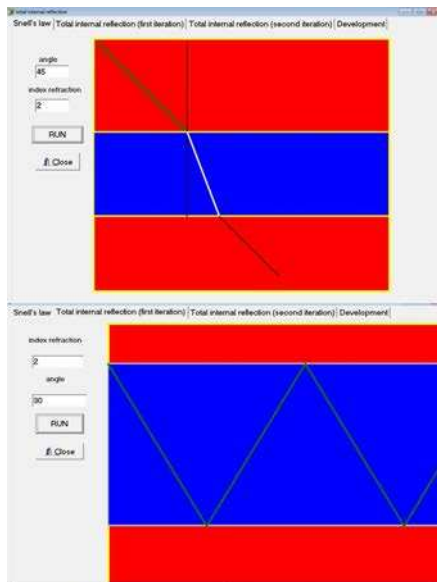 total internal reflection
Snell's law Total internal reflection (first iteration) Total internal reflection (second iteration) Development
angle
45
index refraction
2
RUN
Close
Snell's law Total internal reflection (first iteration) Total internal reflection (second iteration) Development
index refraction
2
angle
30
RUN
Close